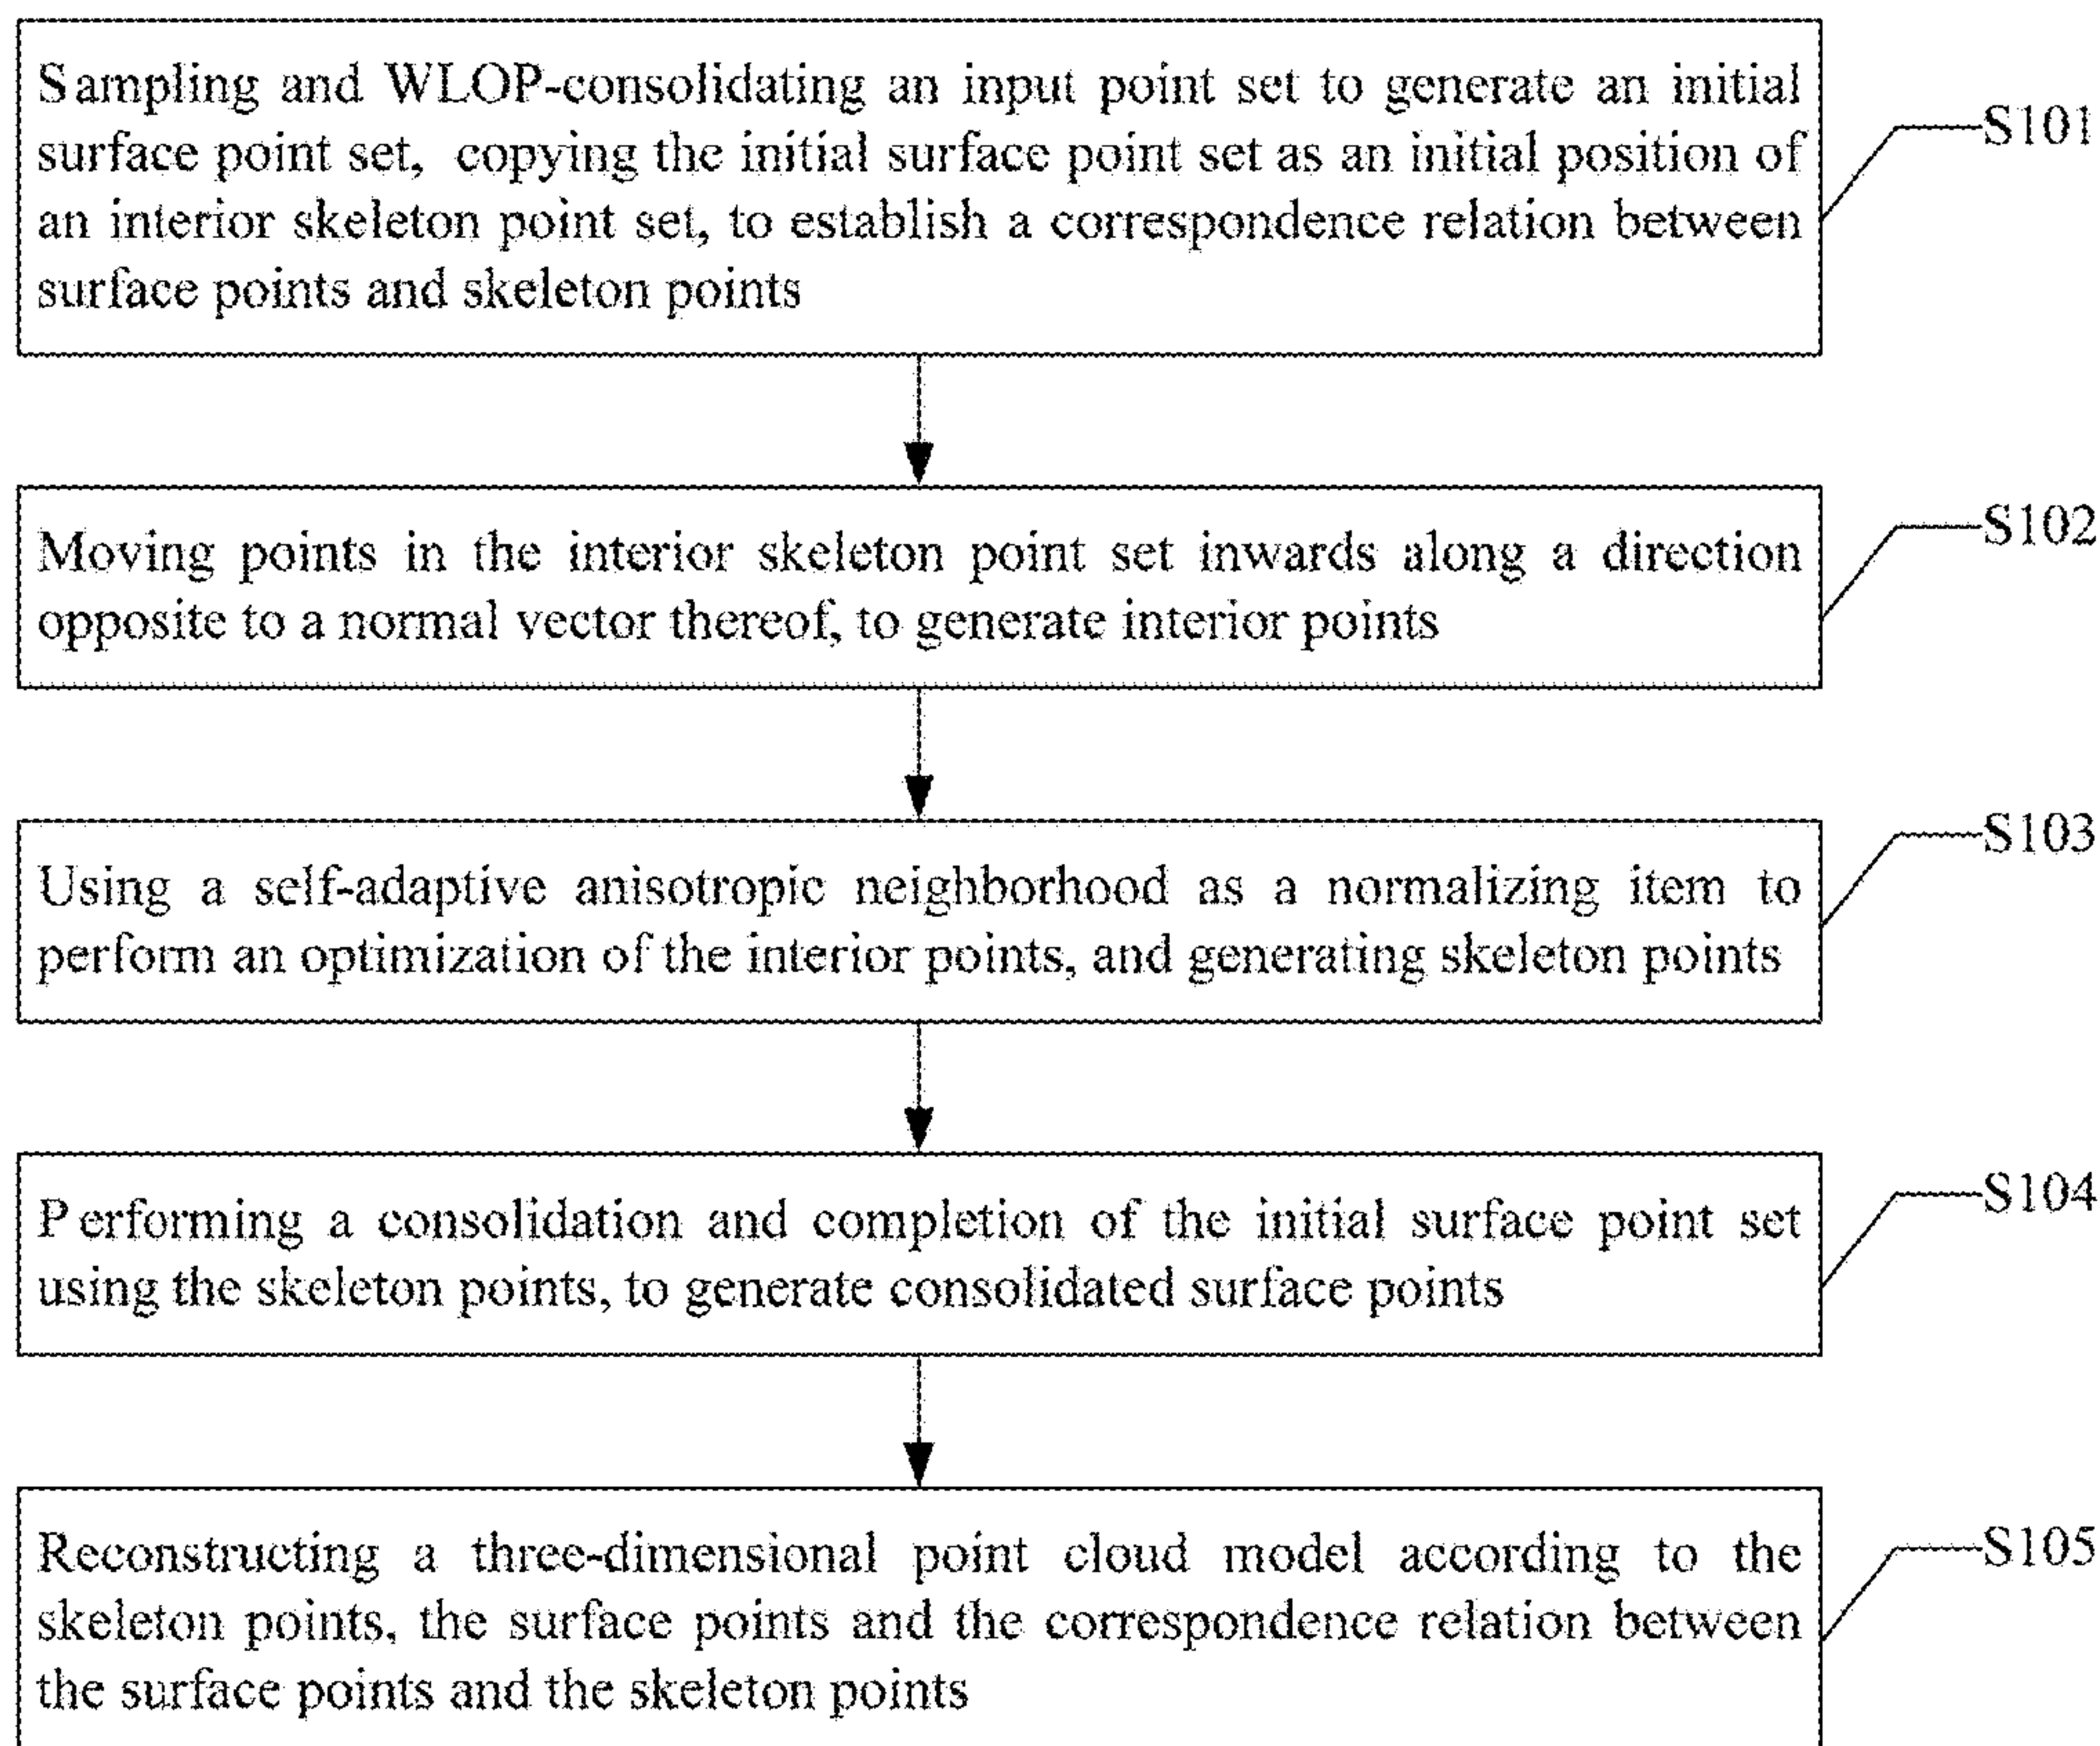 Sampling and WLOP-consolidating an input point set to generate an initial
surface point set, copying the initial surface point set as an initial position of
an interior skeleton point set, to establish a correspondence relation between
surface points and skeleton points
S101
Moving points in the interior skeleton point set inwards along a direction
opposite to a normal vector thereof, to generate interior points
S102
Using a self-adaptive anisotropic neighborhood as a normalizing item to
perform an optimization of the interior points, and generating skeleton points
S103
Performing a consolidation and completion of the initial surface point set
using the skeleton points, to generate consolidated surface points
S104
Reconstructing a three-dimensional point cloud model according to the
skeleton points, the surface points and the correspondence relation between
the surface points and the skeleton points
S105